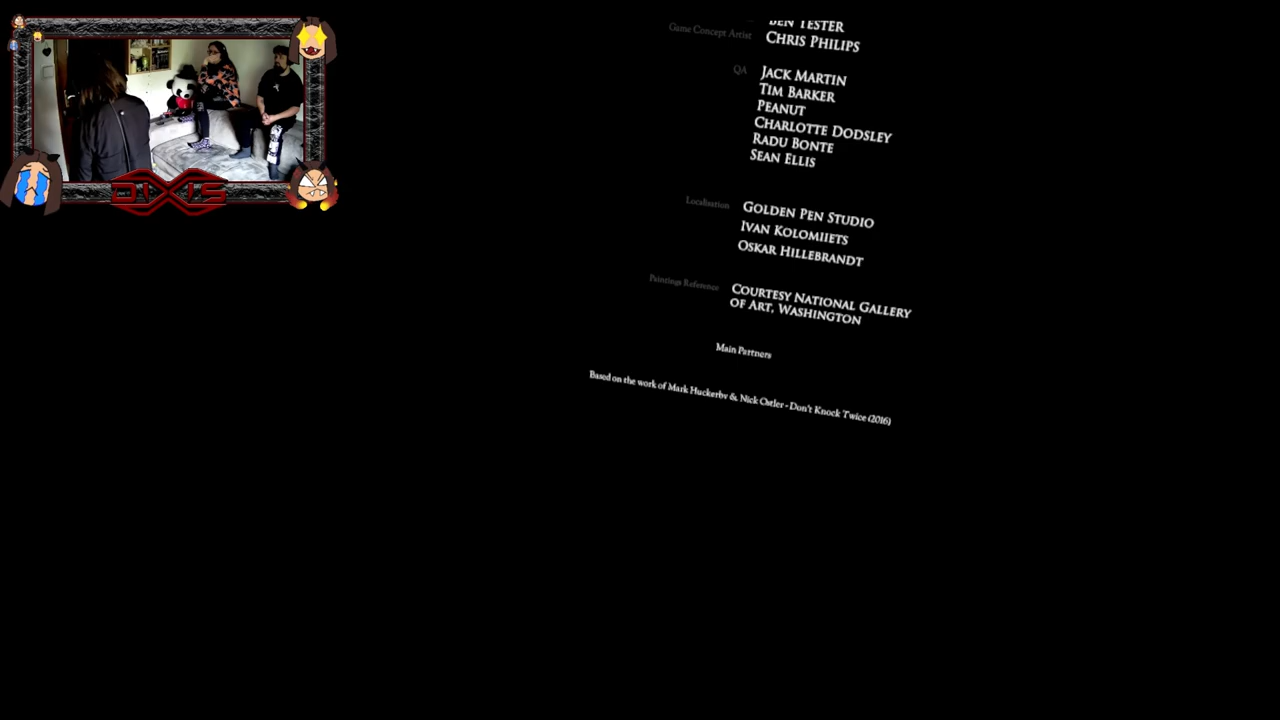 BEN TESTER
Game Concept Artist
CHRIS PHILIPS
QA
JACK MARTIN
TIM BARKER
PEANUT
CHARLOTTE DODSLEY
RADU BONTE
SEAN ELLIS
Localisation
GOLDEN PEN STUDIO
IVAN KOLOMIIETS
OSKAR HILLEBRANDT
Paintings Reference
COURTESY NATIONAL GALLERY
OF ART, WASHINGTON
Main Partners
Based on the work of Mark Huckerby & Nick Ostler - Don't Knock Twice (2016)
DIXIS